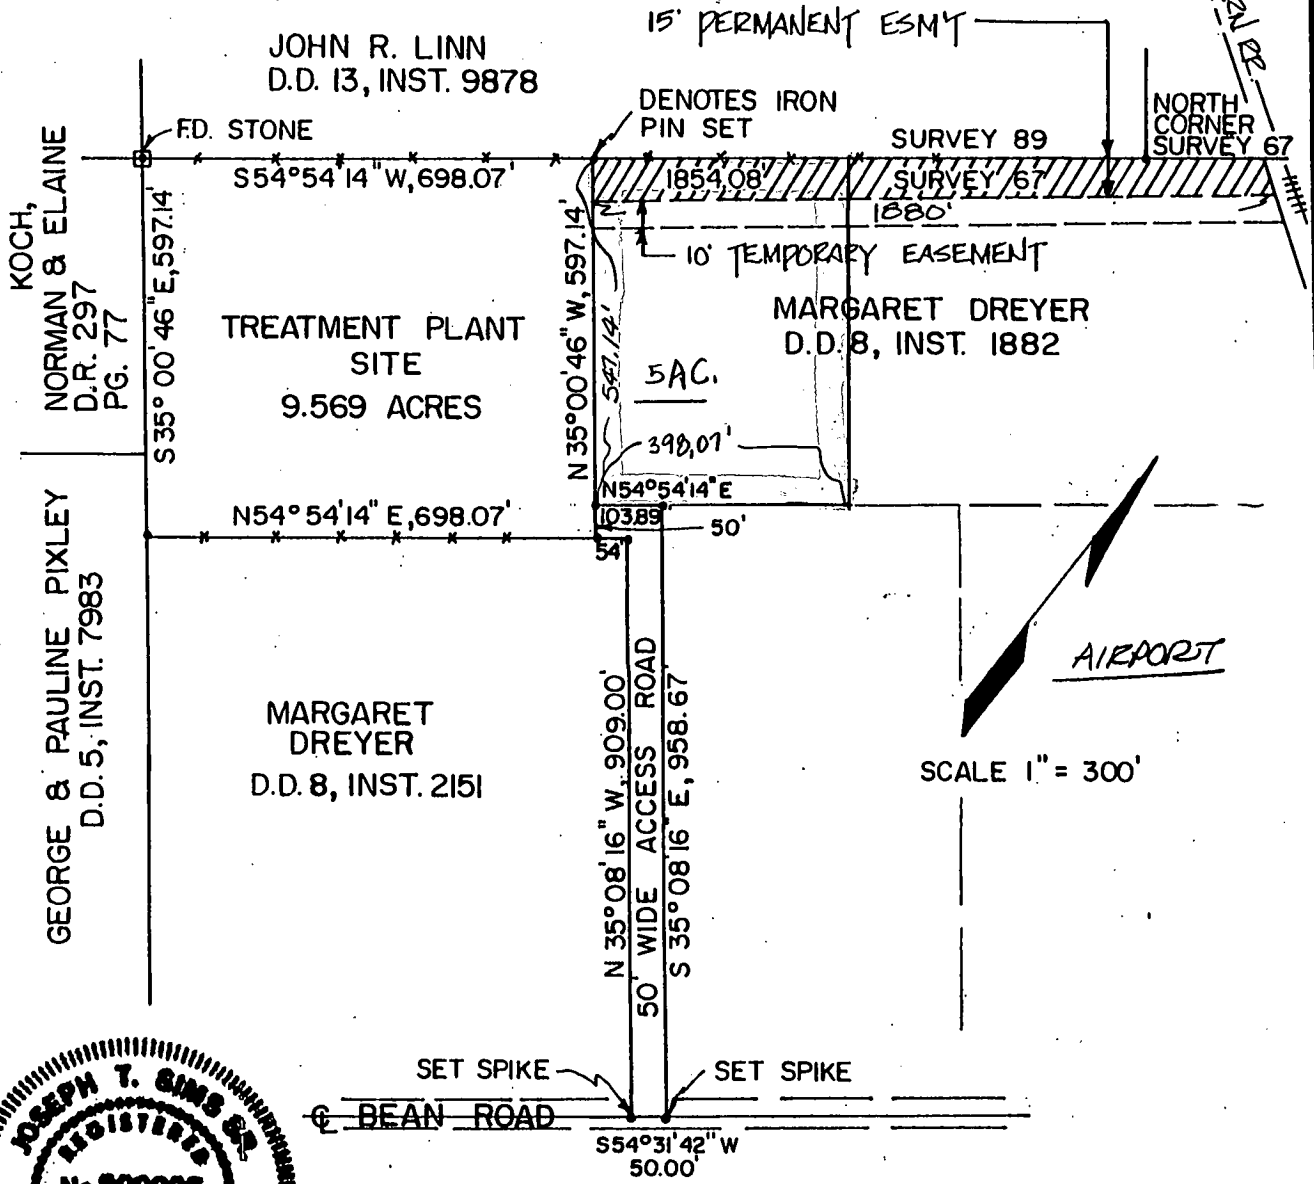 15' PERMANENT ESM'T
RN RR.
JOHN R. LINN
D.D. 13, INST. 9878
DENOTES IRON
PIN SET
F.D. STONE
SURVEY 89
NORTH
CORNER
SURVEY 67
S54°54'14"W, 698.07'
1854.08'
SURVEY 67
1880'
10' TEMPORARY EASEMENT
KOCH,
NORMAN & ELAINE
D.R. 297
PG. 77
S 35° 00' 46" E, 597.14'
TREATMENT PLANT
SITE
9.569 ACRES
N 35° 00' 46" W, 597.14'
547.14'
5 AC.
398.07'
MARGARET DREYER
D.D. 8, INST. 1882
N54°54'14"E
103.89
50'
54'
N54°54'14" E, 698.07'
GEORGE & PAULINE PIXLEY
D.D. 5, INST. 7983
MARGARET
DREYER
D.D. 8, INST. 2151
N 35° 08' 16" W, 909.00'
50' WIDE ACCESS ROAD
S 35° 08' 16" E, 958.67'
AIRPORT
SCALE 1" = 300'
SET SPIKE
SET SPIKE
℄ BEAN ROAD
S54°31'42" W
50.00'
JOSEPH T. SIMS SR.
REGISTERED